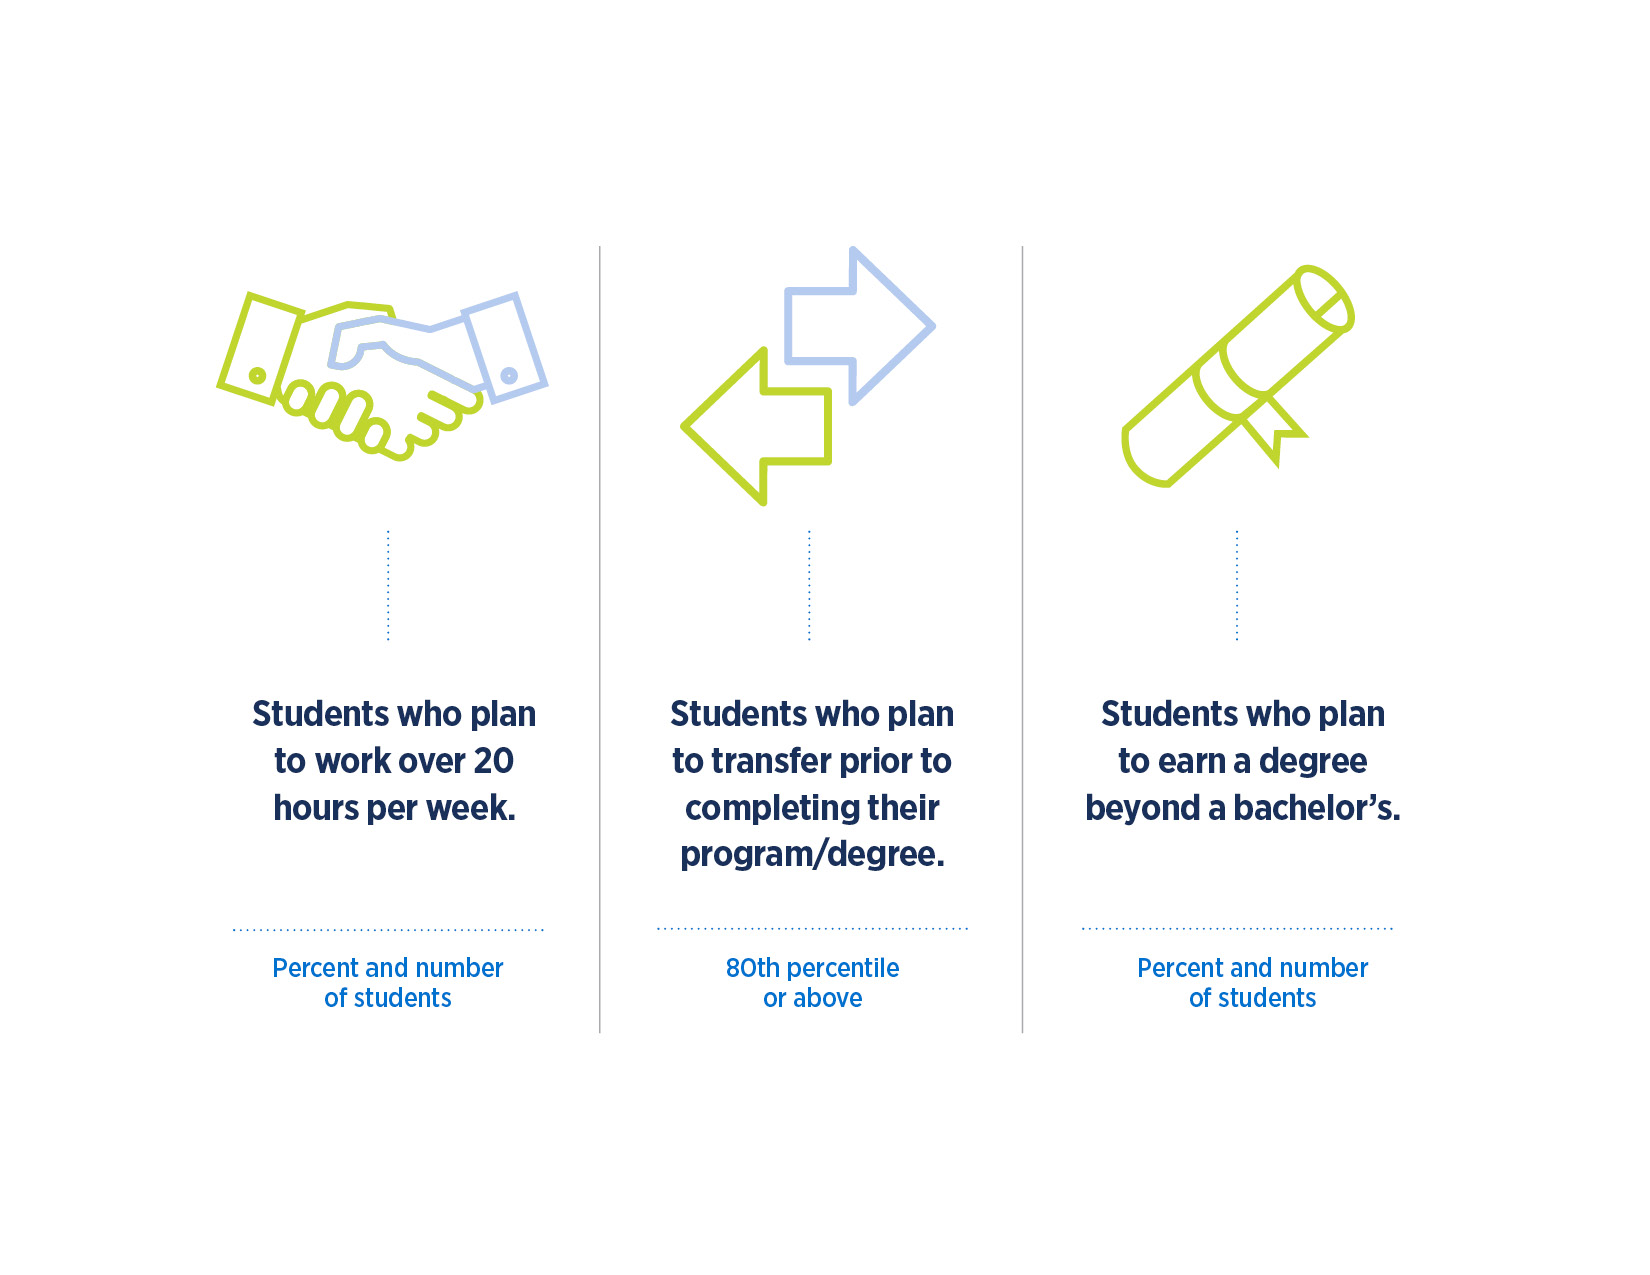 Students who plan
to work over 20
hours per week.
Percent and number
of students
Students who plan
to transfer prior to
completing their
program/degree.
80th percentile
or above
Students who plan
to earn a degree
beyond a bachelor’s.
Percent and number
of students